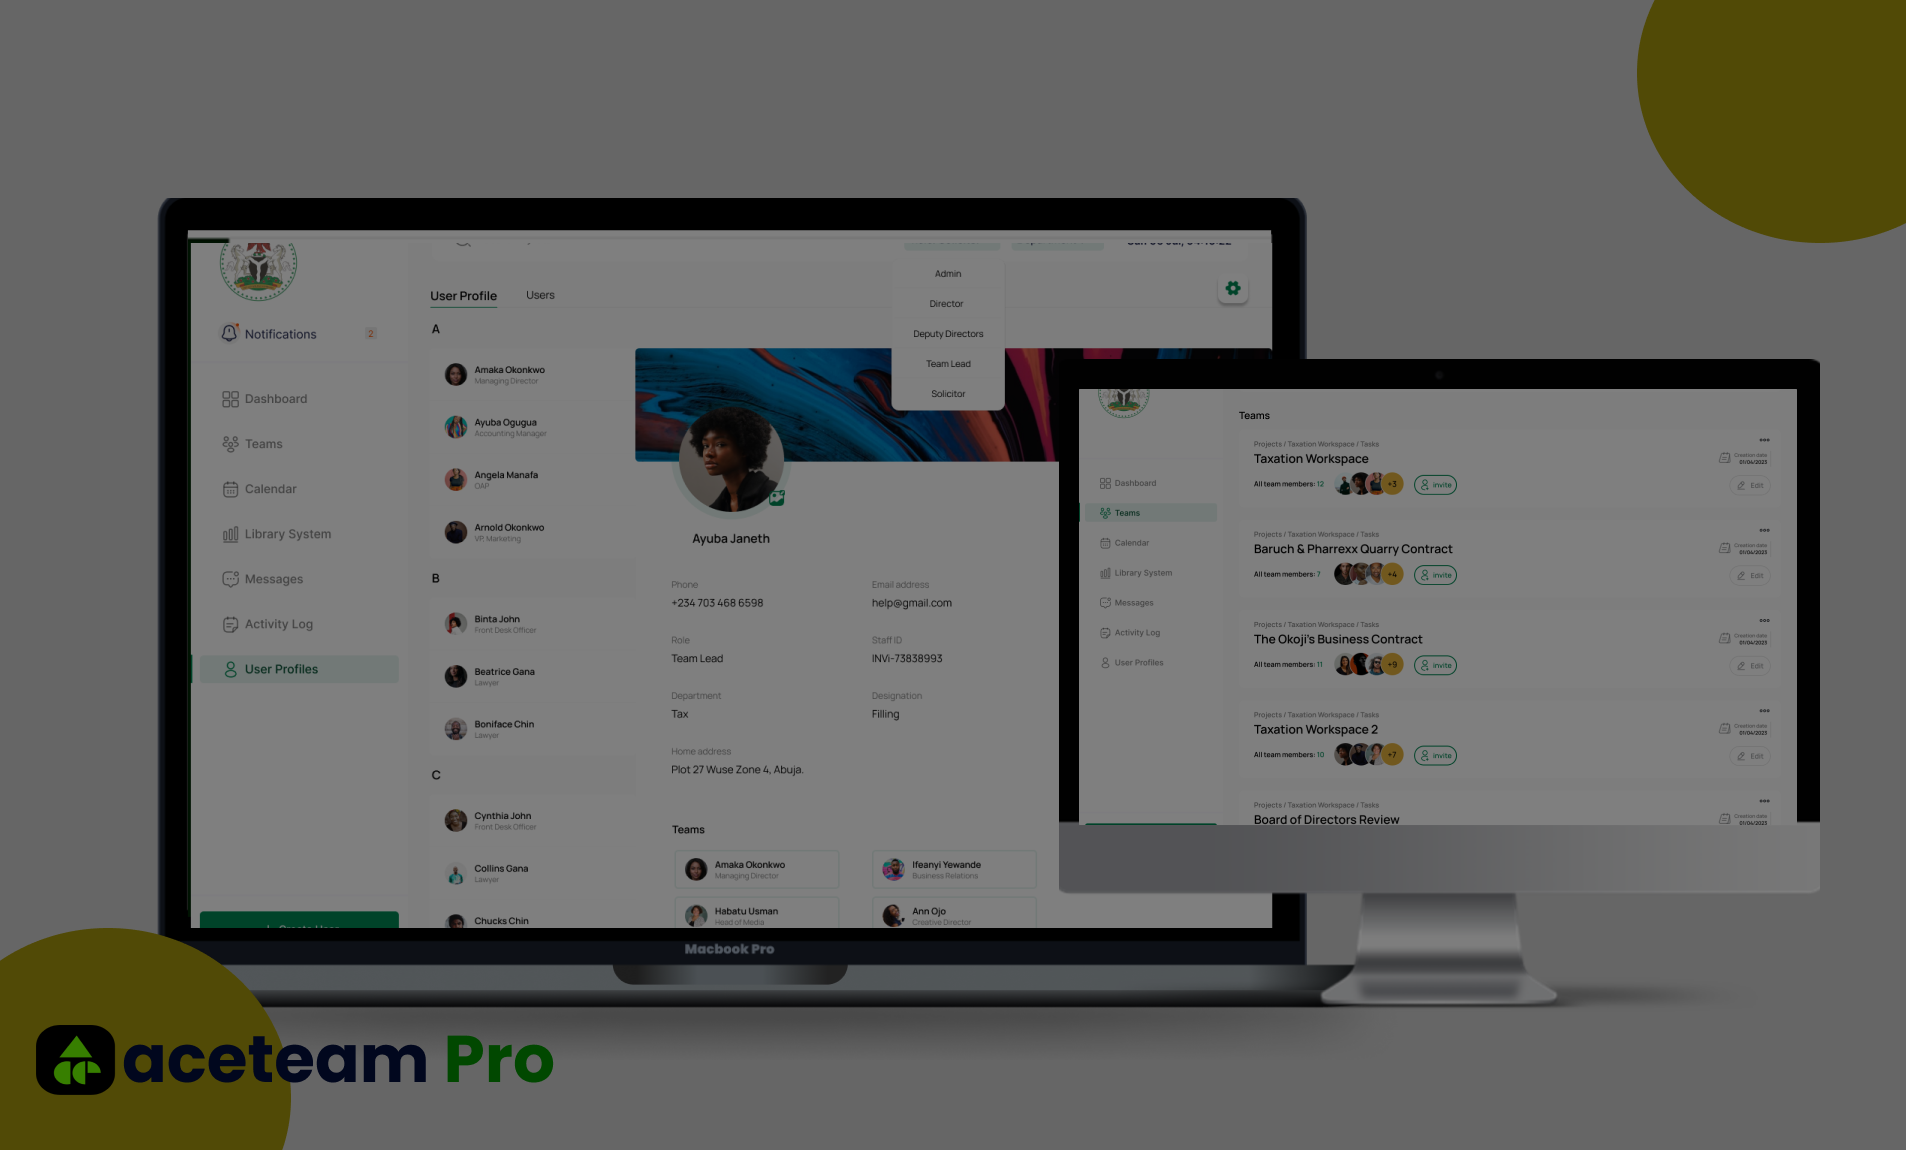 Admin
Director
Deputy Directors
Team Lead
Solicitor
Notifications
2
Dashboard
Teams
Calendar
Library System
Messages
Activity Log
User Profiles
User Profile
Users
A
Amaka Okonkwo
Managing Director
Ayuba Ogugua
Accounting Manager
Angela Manafa
OAP
Arnold Okonkwo
VP, Marketing
B
Binta John
Front Desk Officer
Beatrice Gana
Lawyer
Boniface Chin
Lawyer
C
Cynthia John
Front Desk Officer
Collins Gana
Lawyer
Chucks Chin
Ayuba Janeth
Phone
+234 703 468 6598
Email address
help@gmail.com
Role
Team Lead
Staff ID
INVi-73838993
Department
Tax
Designation
Filling
Home address
Plot 27 Wuse Zone 4, Abuja.
Teams
Amaka Okonkwo
Managing Director
Ifeanyi Yewande
Business Relations
Habatu Usman
Head of Media
Ann Ojo
Creative Director
Macbook Pro
Dashboard
Teams
Calendar
Library System
Messages
Activity Log
User Profiles
Teams
Projects / Taxation Workspace / Tasks
Taxation Workspace
All team members: 12
+3
invite
Creation date
01/04/2023
Edit
Projects / Taxation Workspace / Tasks
Baruch & Pharrexx Quarry Contract
All team members: 7
+4
invite
Creation date
01/04/2023
Edit
Projects / Taxation Workspace / Tasks
The Okoji's Business Contract
All team members: 11
+9
invite
Creation date
01/04/2023
Edit
Projects / Taxation Workspace / Tasks
Taxation Workspace 2
All team members: 10
+7
invite
Creation date
01/04/2023
Edit
Projects / Taxation Workspace / Tasks
Board of Directors Review
Creation date
01/04/2023
aceteam Pro